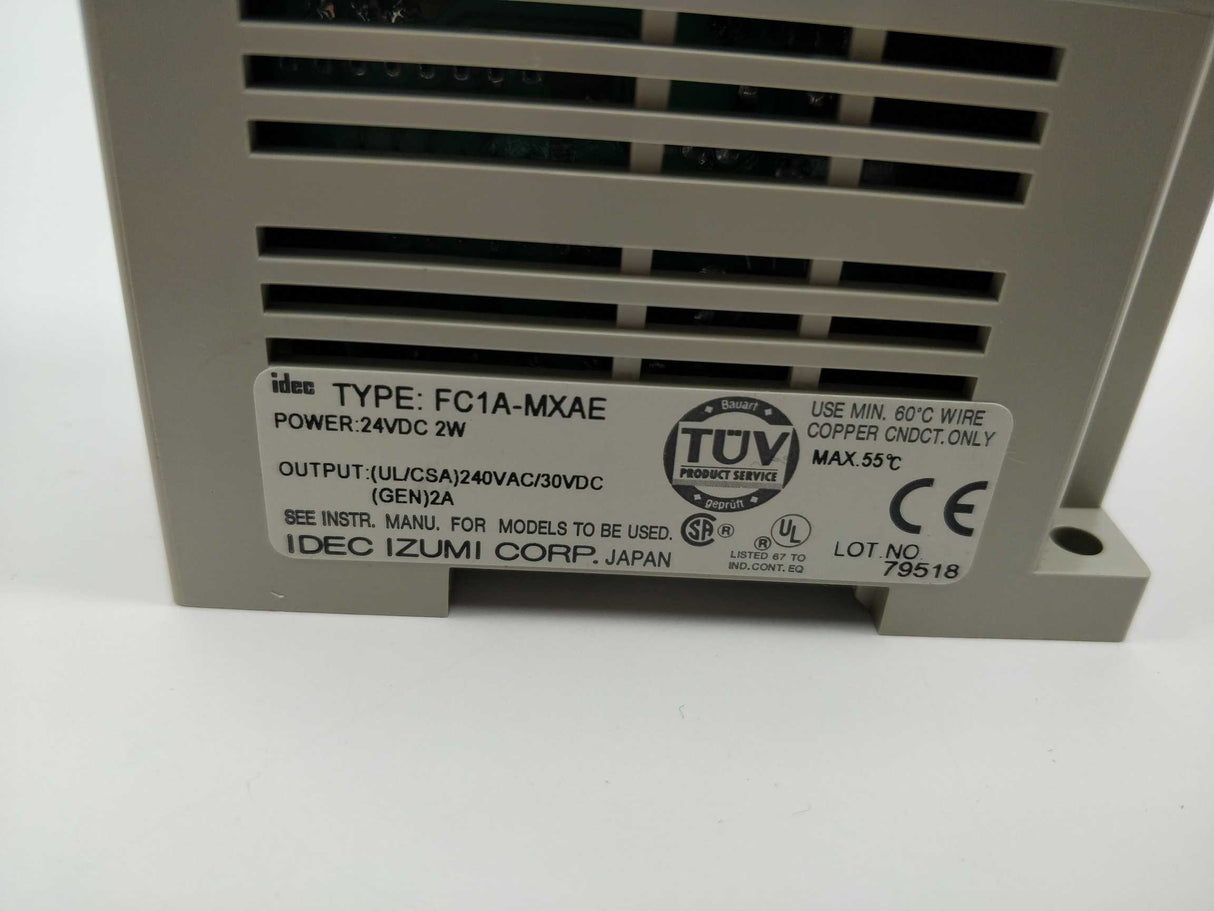 idec TYPE: FC1A-MXAE
POWER:24VDC 2W
OUTPUT:(UL/CSA)240VAC/30VDC
(GEN)2A
SEE INSTR. MANU. FOR MODELS TO BE USED.
IDEC IZUMI CORP. JAPAN
Bauart
TÜV
PRODUCT SERVICE
geprüft
SA ®
® UL
LISTED 67 TO
IND.CONT. EQ
USE MIN. 60°C WIRE
COPPER CNDCT. ONLY
MAX.55℃
CE
LOT.NO.
79518